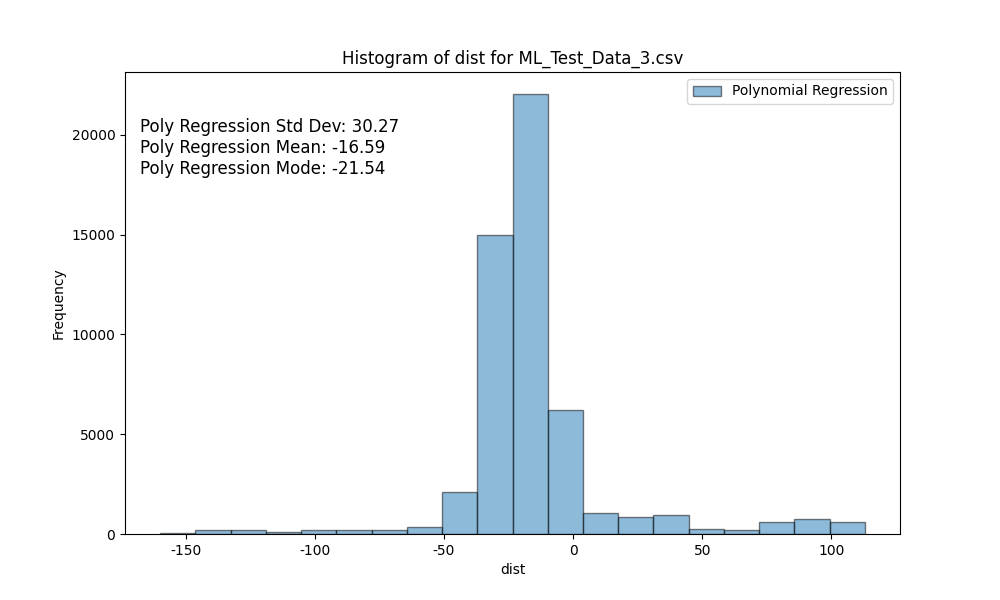 Histogram of dist for ML_Test_Data_3.csv
Polynomial Regression
Poly Regression Std Dev: 30.27
Poly Regression Mean: -16.59
Poly Regression Mode: -21.54
Frequency
20000
15000
10000
5000
0
-150 -100 -50 0 50 100
dist